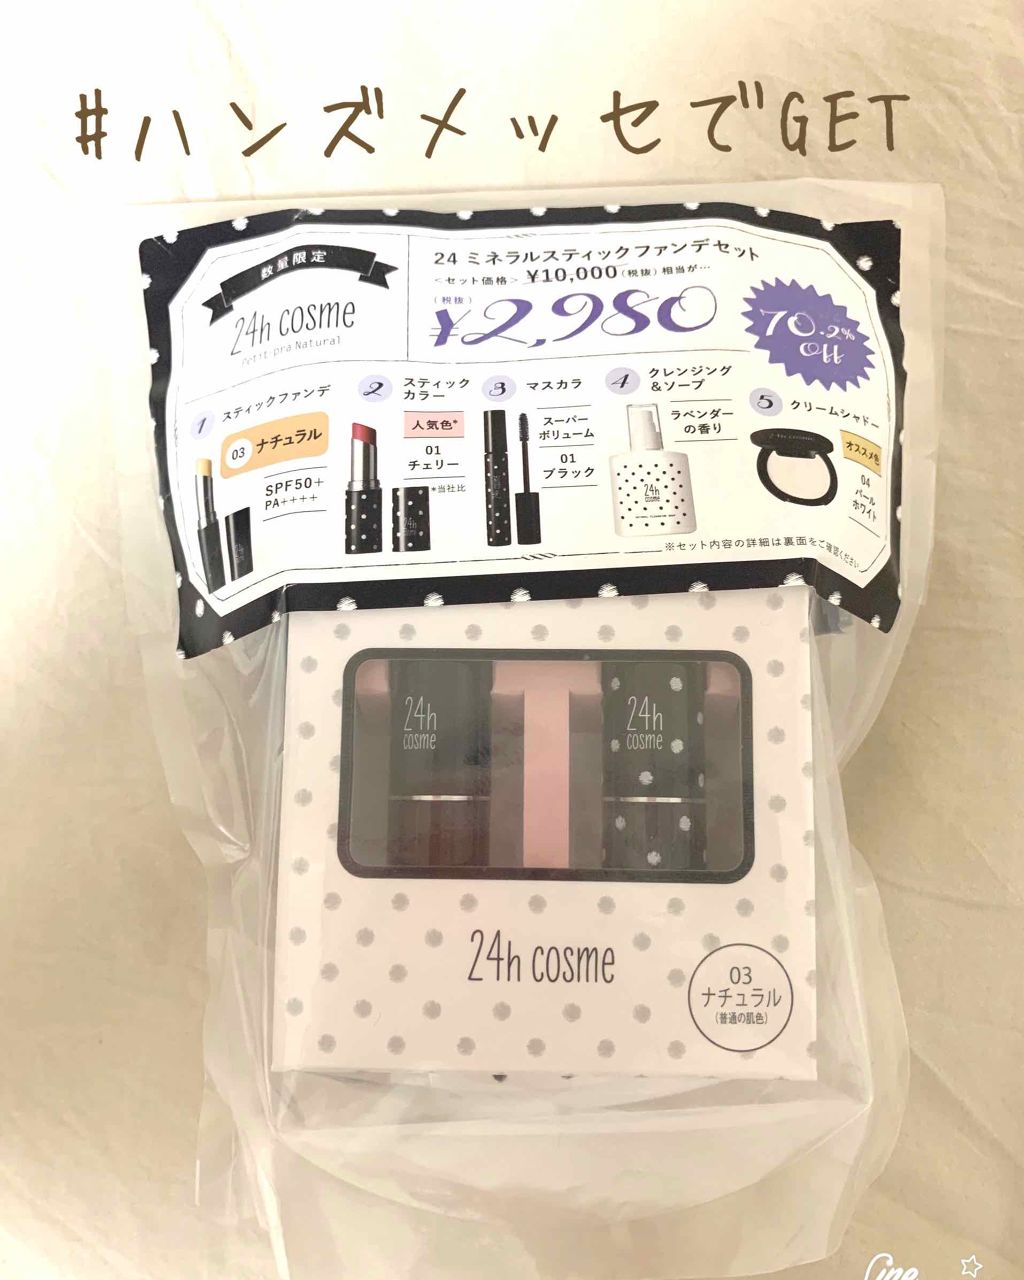 #ハンズメッセでGET
数量限定
24h cosme
Petit-pra Natural
24 ミネラルスティックファンデセット
<セット価格> ¥10,000(税抜)相当が…
(税抜)
¥2,980
70.2%
off
1 スティックファンデ
03 ナチュラル
SPF50+
PA++++
2 スティック
カラー
人気色*
01
チェリー
*当社比
3 マスカラ
スーパー
ボリューム
01
ブラック
4 クレンジング
&ソープ
ラベンダー
の香り
24h
cosme
5 クリームシャドー
オススメ色
04
パール
ホワイト
※セット内容の詳細は裏面をご確認ください
24h
cosme
24h
cosme
24h cosme
03
ナチュラル
(普通の肌色)